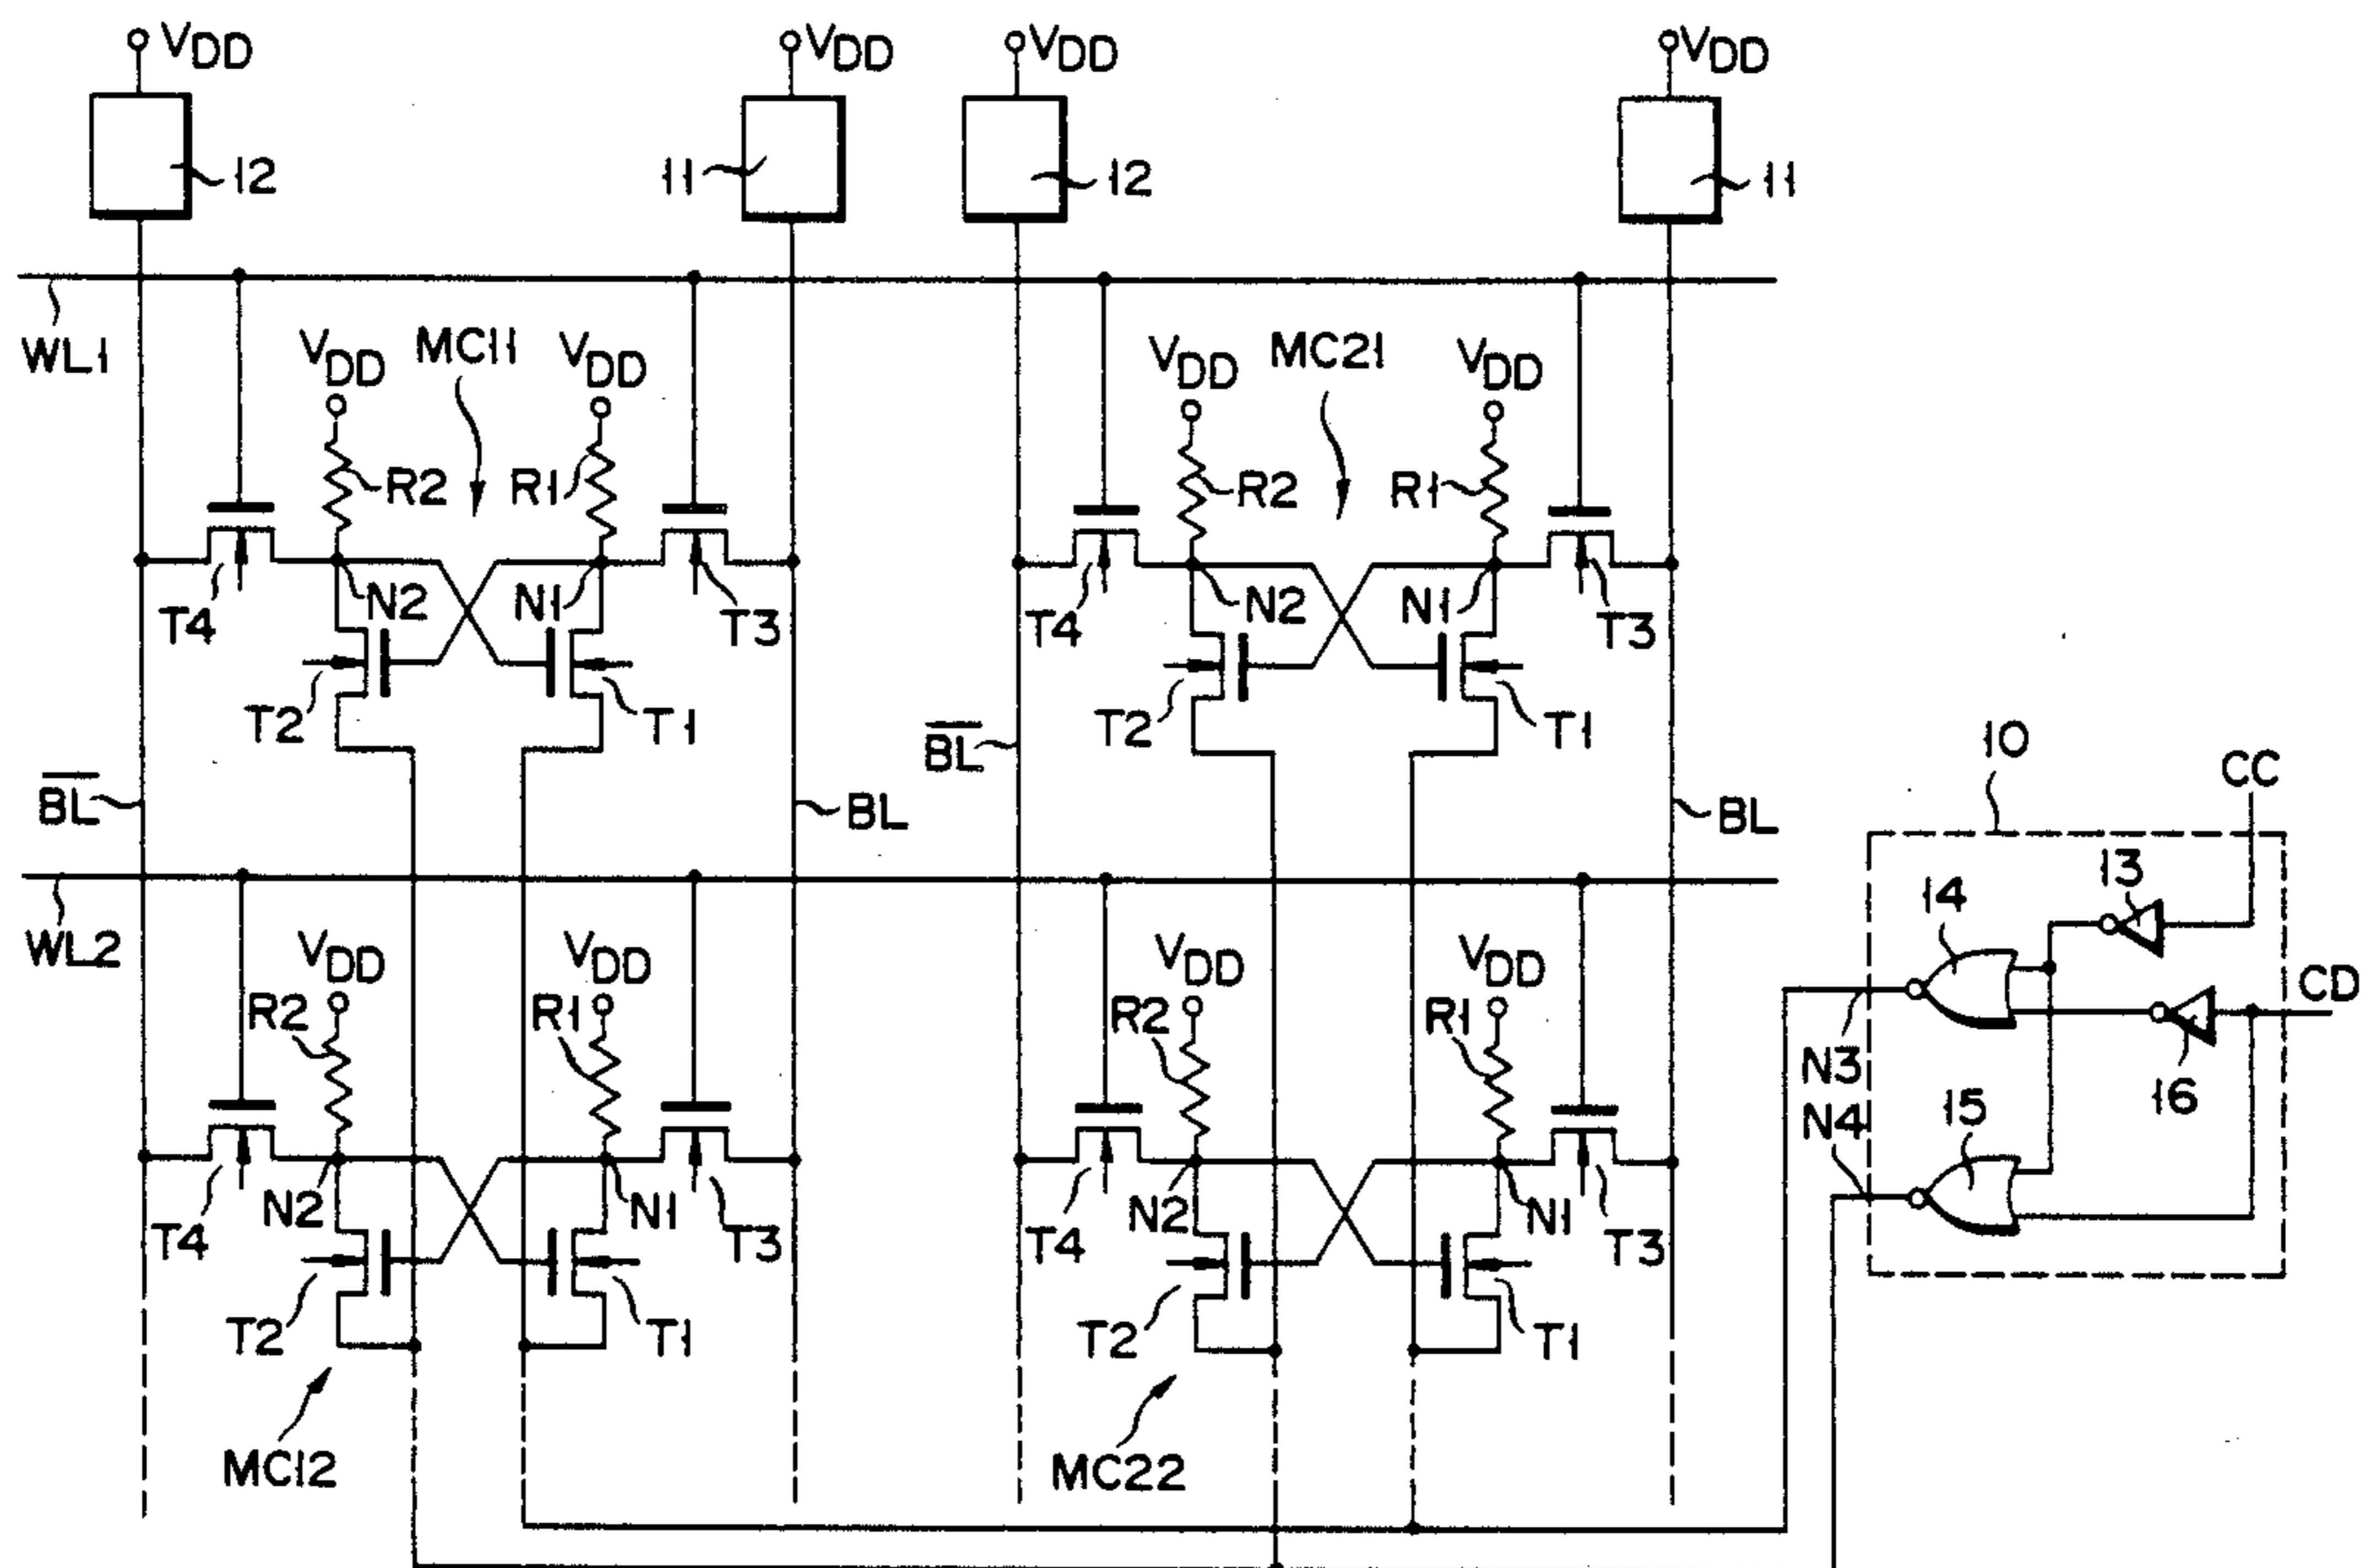 VDD VDD VDD VDD
12 11 12 11
WL1 VDD MC11 VDD VDD MC21 VDD
R2 R1 R2 R1
T4 N2 N1 T3 T4 N2 N1 T3
T2 T1 T2 T1
BL BL BL BL
10 CC
13
14
WL2 VDD VDD VDD VDD
CD
R2 R1 R2 R1
N3
16
N4 15
T4 N2 N1 T3 T4 N2 N1 T3
T2 T1 T2 T1
MC12 MC22